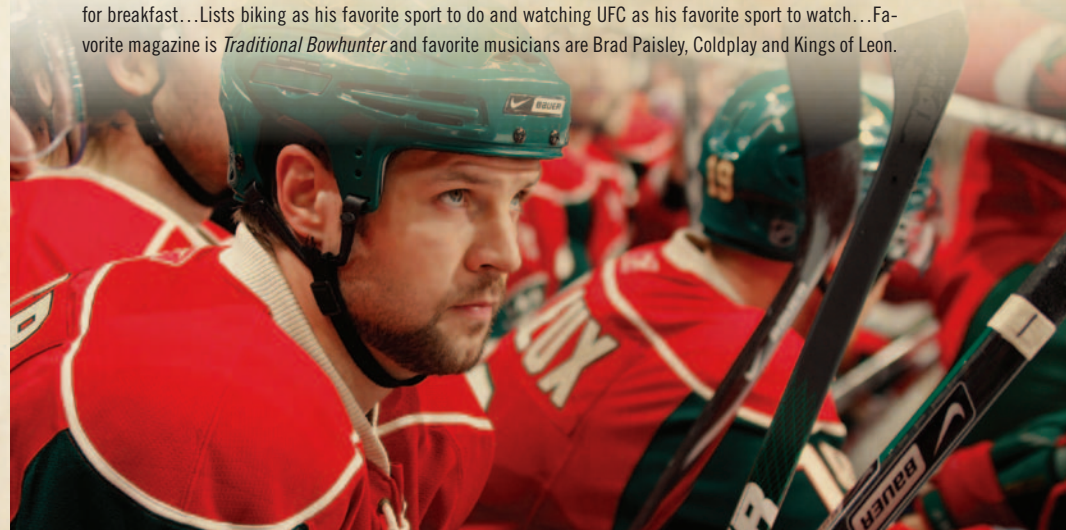 for breakfast…Lists biking as his favorite sport to do and watching UFC as his favorite sport to watch…Fa-
vorite magazine is Traditional Bowhunter and favorite musicians are Brad Paisley, Coldplay and Kings of Leon.
BAUER
19
BAUER